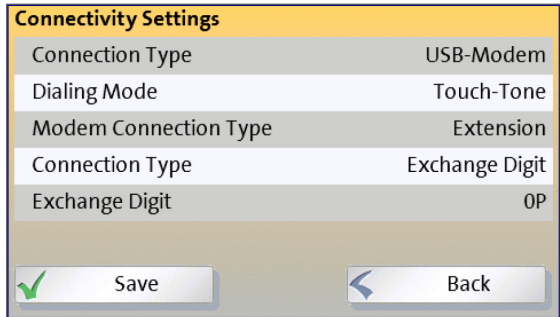 Connectivity Settings
Connection Type USB-Modem
Dialing Mode Touch-Tone
Modem Connection Type Extension
Connection Type Exchange Digit
Exchange Digit 0P
Save Back